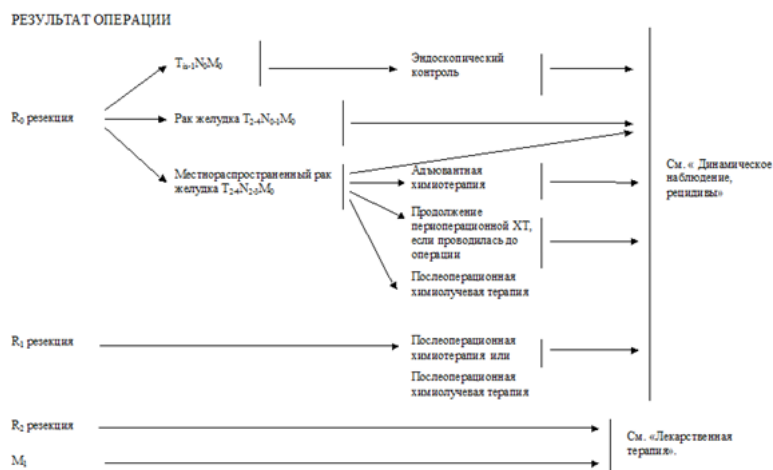 РЕЗУЛЬТАТ ОПЕРАЦИИ
R₀ резекция
Tis-1N₀M₀
Эндоскопический
контроль
Рак желудка T₂₋₄N₀₋₁M₀
Местнораспространенный рак
желудка T₂₋₄N₂₋₃M₀
Адъювантная
химиотерапия
Продолжение
периоперационной ХТ,
если проводилась до
операции
Послеоперационная
химиолучевая терапия
См. « Динамическое
наблюдение,
рецидивы»
R₁ резекция
Послеоперационная
химиотерапия или
Послеоперационная
химиолучевая терапия
R₂ резекция
M₁
См. «Лекарственная
терапия».